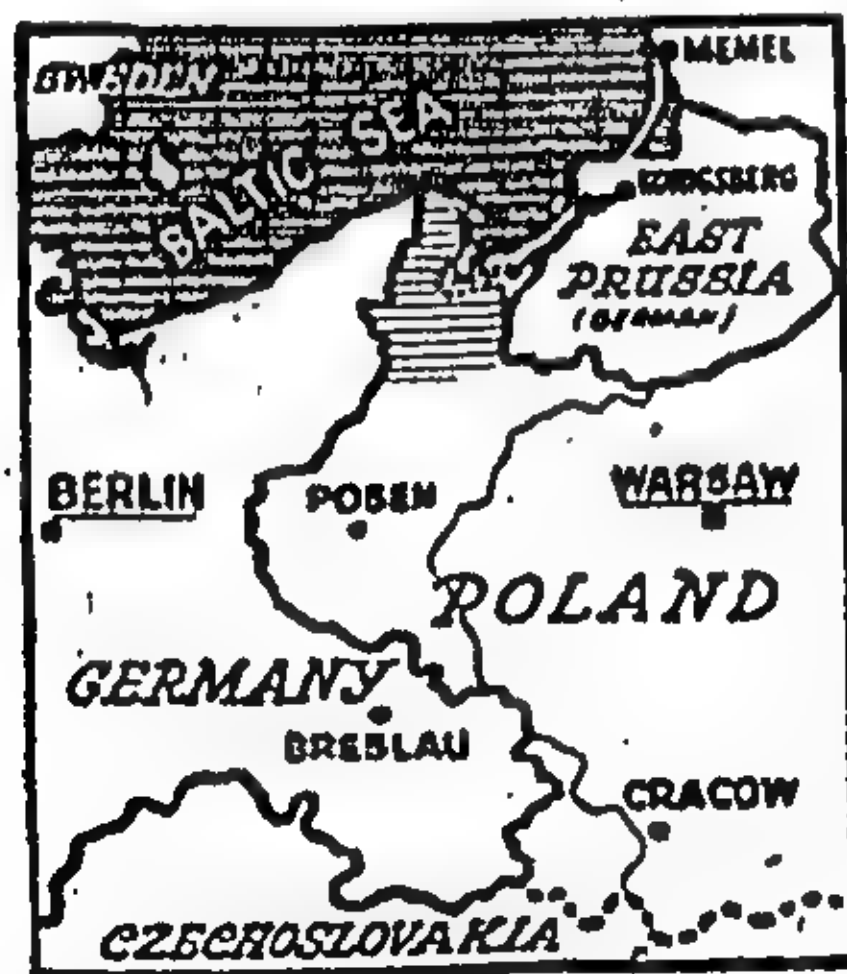 SWEDEN
MEMEL
BALTIC SEA
KONIGSBERG
EAST
PRUSSIA
(GERMAN)
BERLIN
POSEN
WARSAW
POLAND
GERMANY
BRESLAU
CRACOW
CZECHOSLOVAKIA